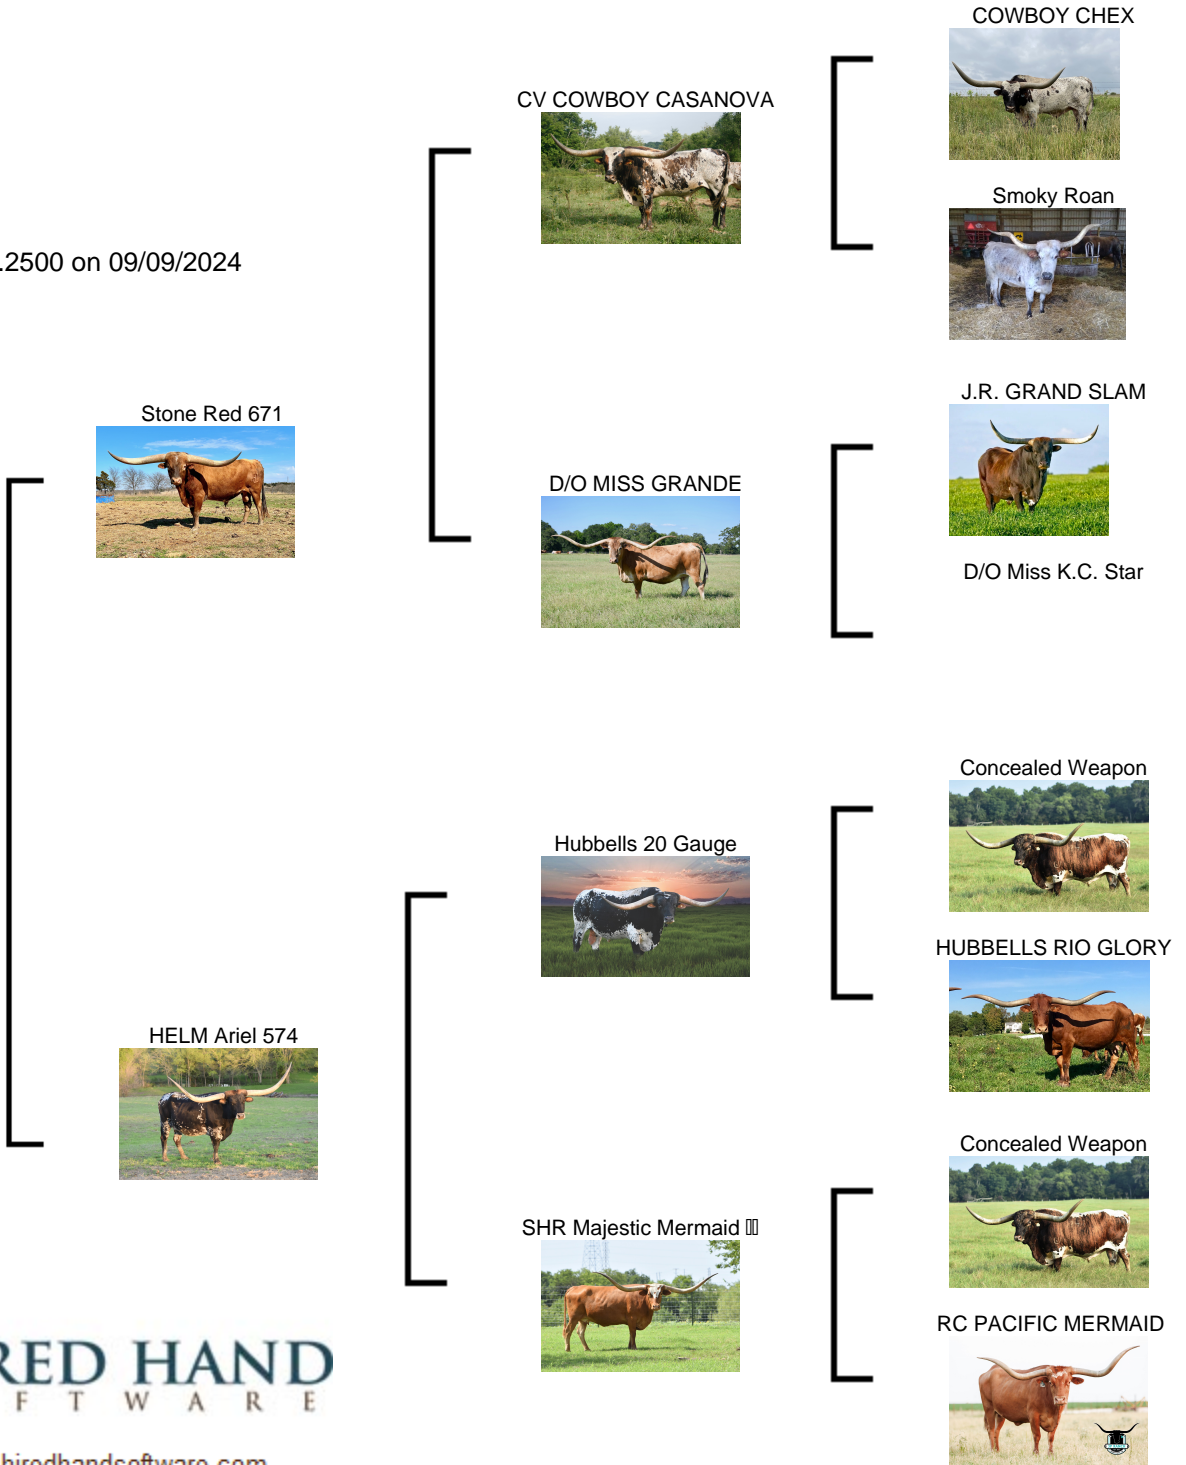 COWBOY CHEX
CV COWBOY CASANOVA
Smoky Roan
.2500 on 09/09/2024
J.R. GRAND SLAM
Stone Red 671
D/O MISS GRANDE
D/O Miss K.C. Star
Concealed Weapon
Hubbells 20 Gauge
HUBBELLS RIO GLORY
HELM Ariel 574
Concealed Weapon
SHR Majestic Mermaid
RC PACIFIC MERMAID
RED HAND
F T W A R E
hiredhandsoftware.com